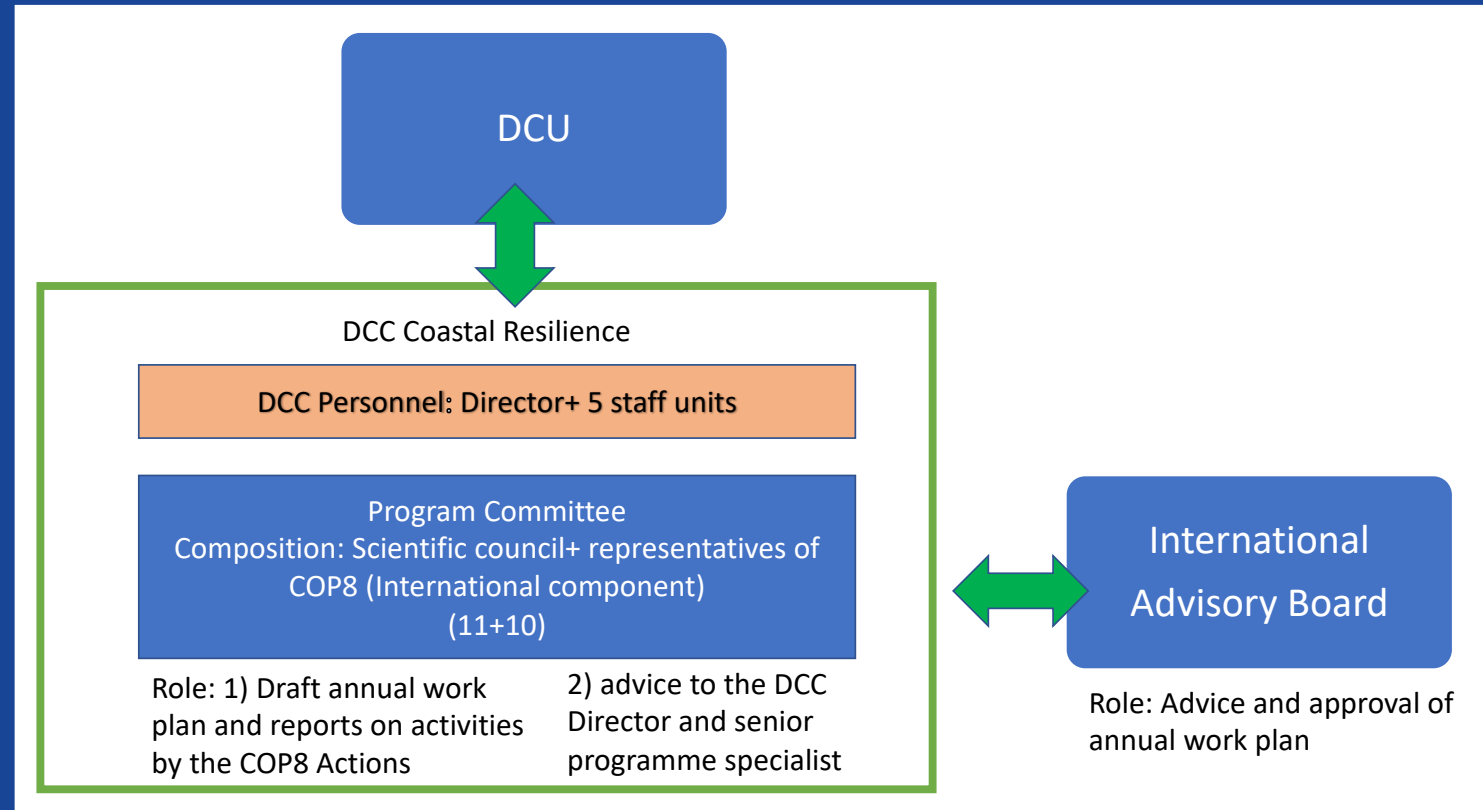 DCU
DCC Coastal Resilience
DCC Personnel: Director+ 5 staff units
Program Committee
Composition: Scientific council+ representatives of
COP8 (International component)
(11+10)
Role: 1) Draft annual work
plan and reports on activities
by the COP8 Actions
2) advice to the DCC
Director and senior
programme specialist
International
Advisory Board
Role: Advice and approval of
annual work plan